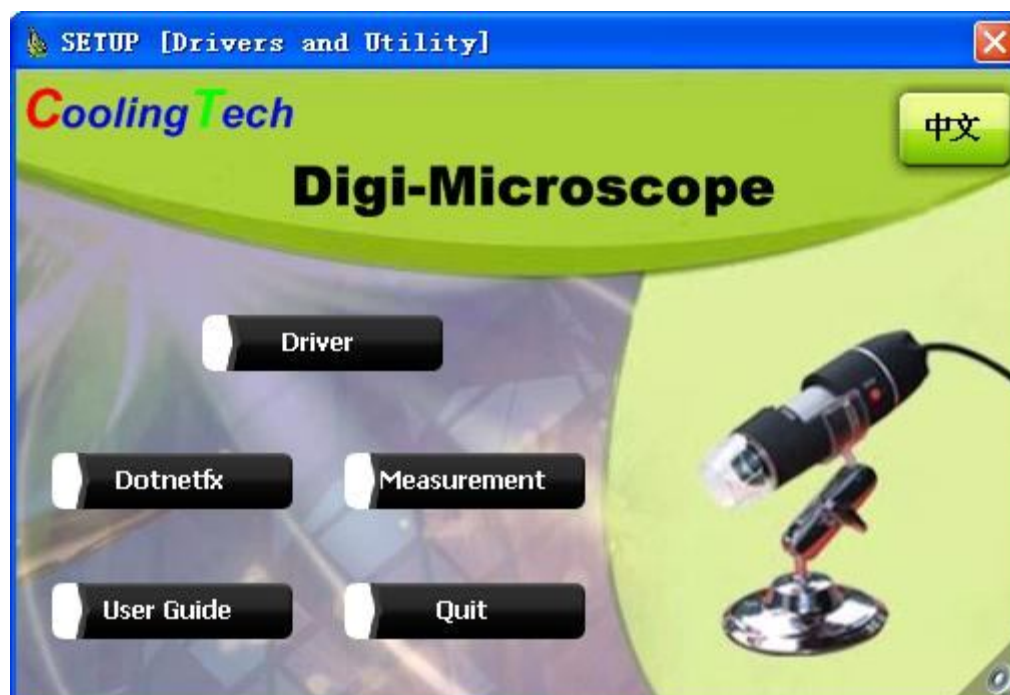 SETUP [Drivers and Utility]
CoolingTech
中文
Digi-Microscope
Driver
Dotnetfx
Measurement
User Guide
Quit